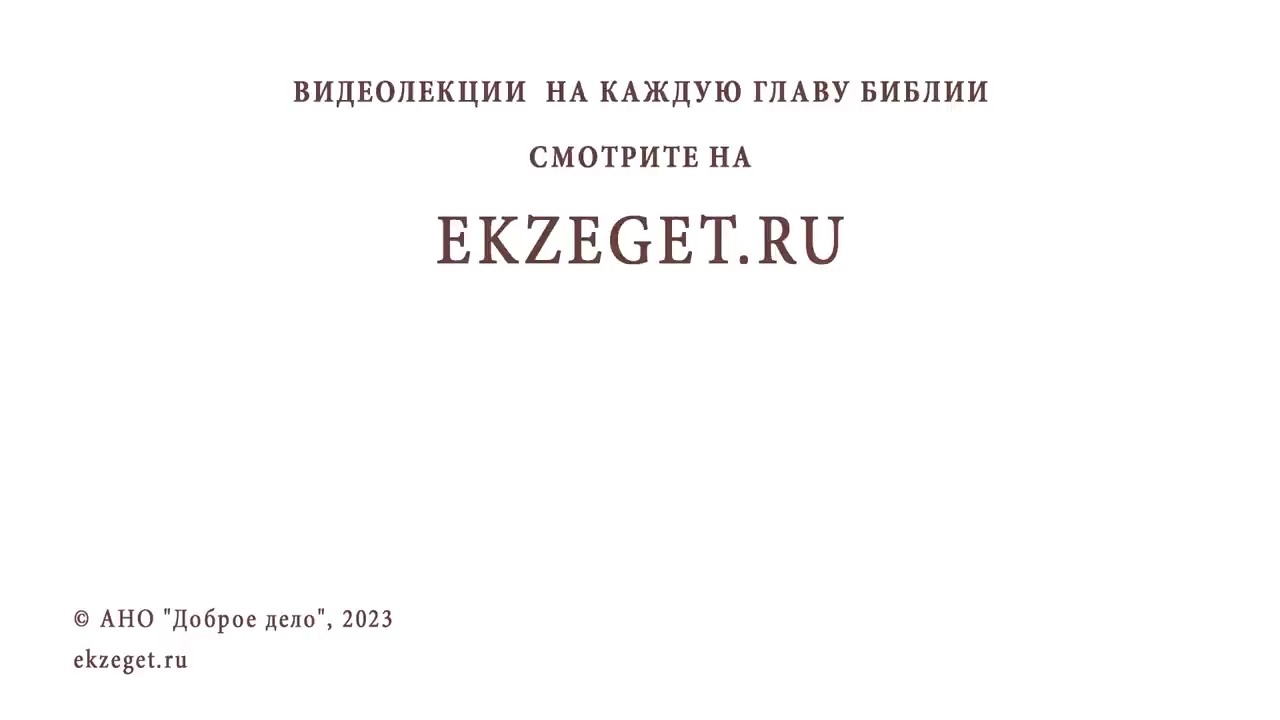 ВИДЕОЛЕКЦИИ НА КАЖДУЮ ГЛАВУ БИБЛИИ
СМОТРИТЕ НА
EKZEGET.RU
© АНО "Доброе дело", 2023
ekzeget.ru